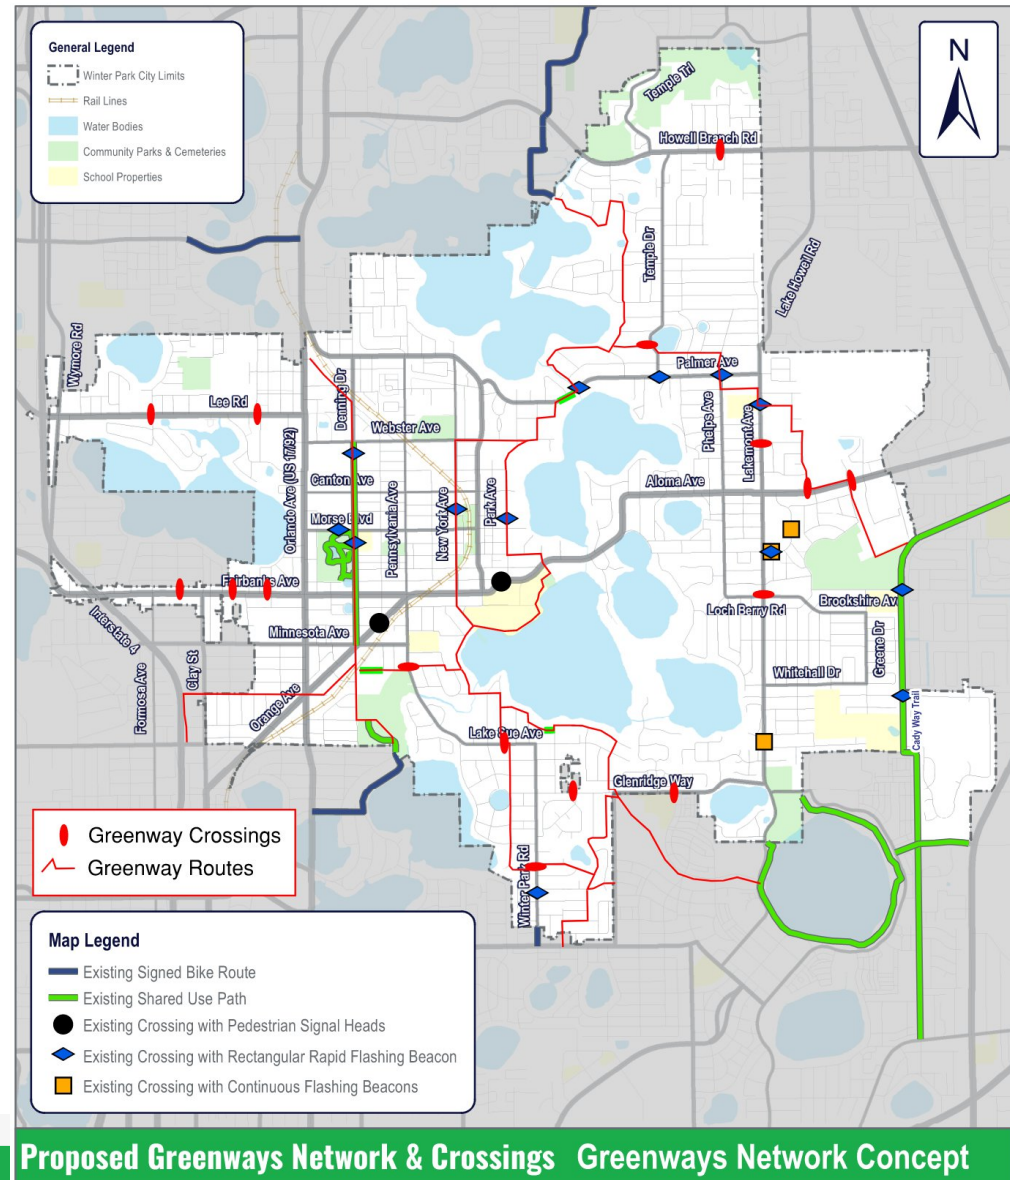 General Legend
Winter Park City Limits
Rail Lines
Water Bodies
Community Parks & Cemeteries
School Properties
N
Temple Trl
Howell Branch Rd
Temple Dr
Lake Howell Rd
Wymore Rd
Palmer Ave
Denning Dr
Lee Rd
Webster Ave
Phelps Ave
Lakemont Ave
Orlando Ave (US 17/92)
Canton Ave
Aloma Ave
Pennsylvania Ave
New York Ave
Park Ave
Morse Blvd
Fairbanks Ave
Brookshire Av
Loch Berry Rd
Interstate 4
Minnesota Ave
Greene Dr
Clay St
Formosa Ave
Whitehall Dr
Orange Ave
Cady Way Trail
Lake Sue Ave
Glenridge Way
Winter Park Rd
Greenway Crossings
Greenway Routes
Map Legend
Existing Signed Bike Route
Existing Shared Use Path
Existing Crossing with Pedestrian Signal Heads
Existing Crossing with Rectangular Rapid Flashing Beacon
Existing Crossing with Continuous Flashing Beacons
Proposed Greenways Network & Crossings Greenways Network Concept